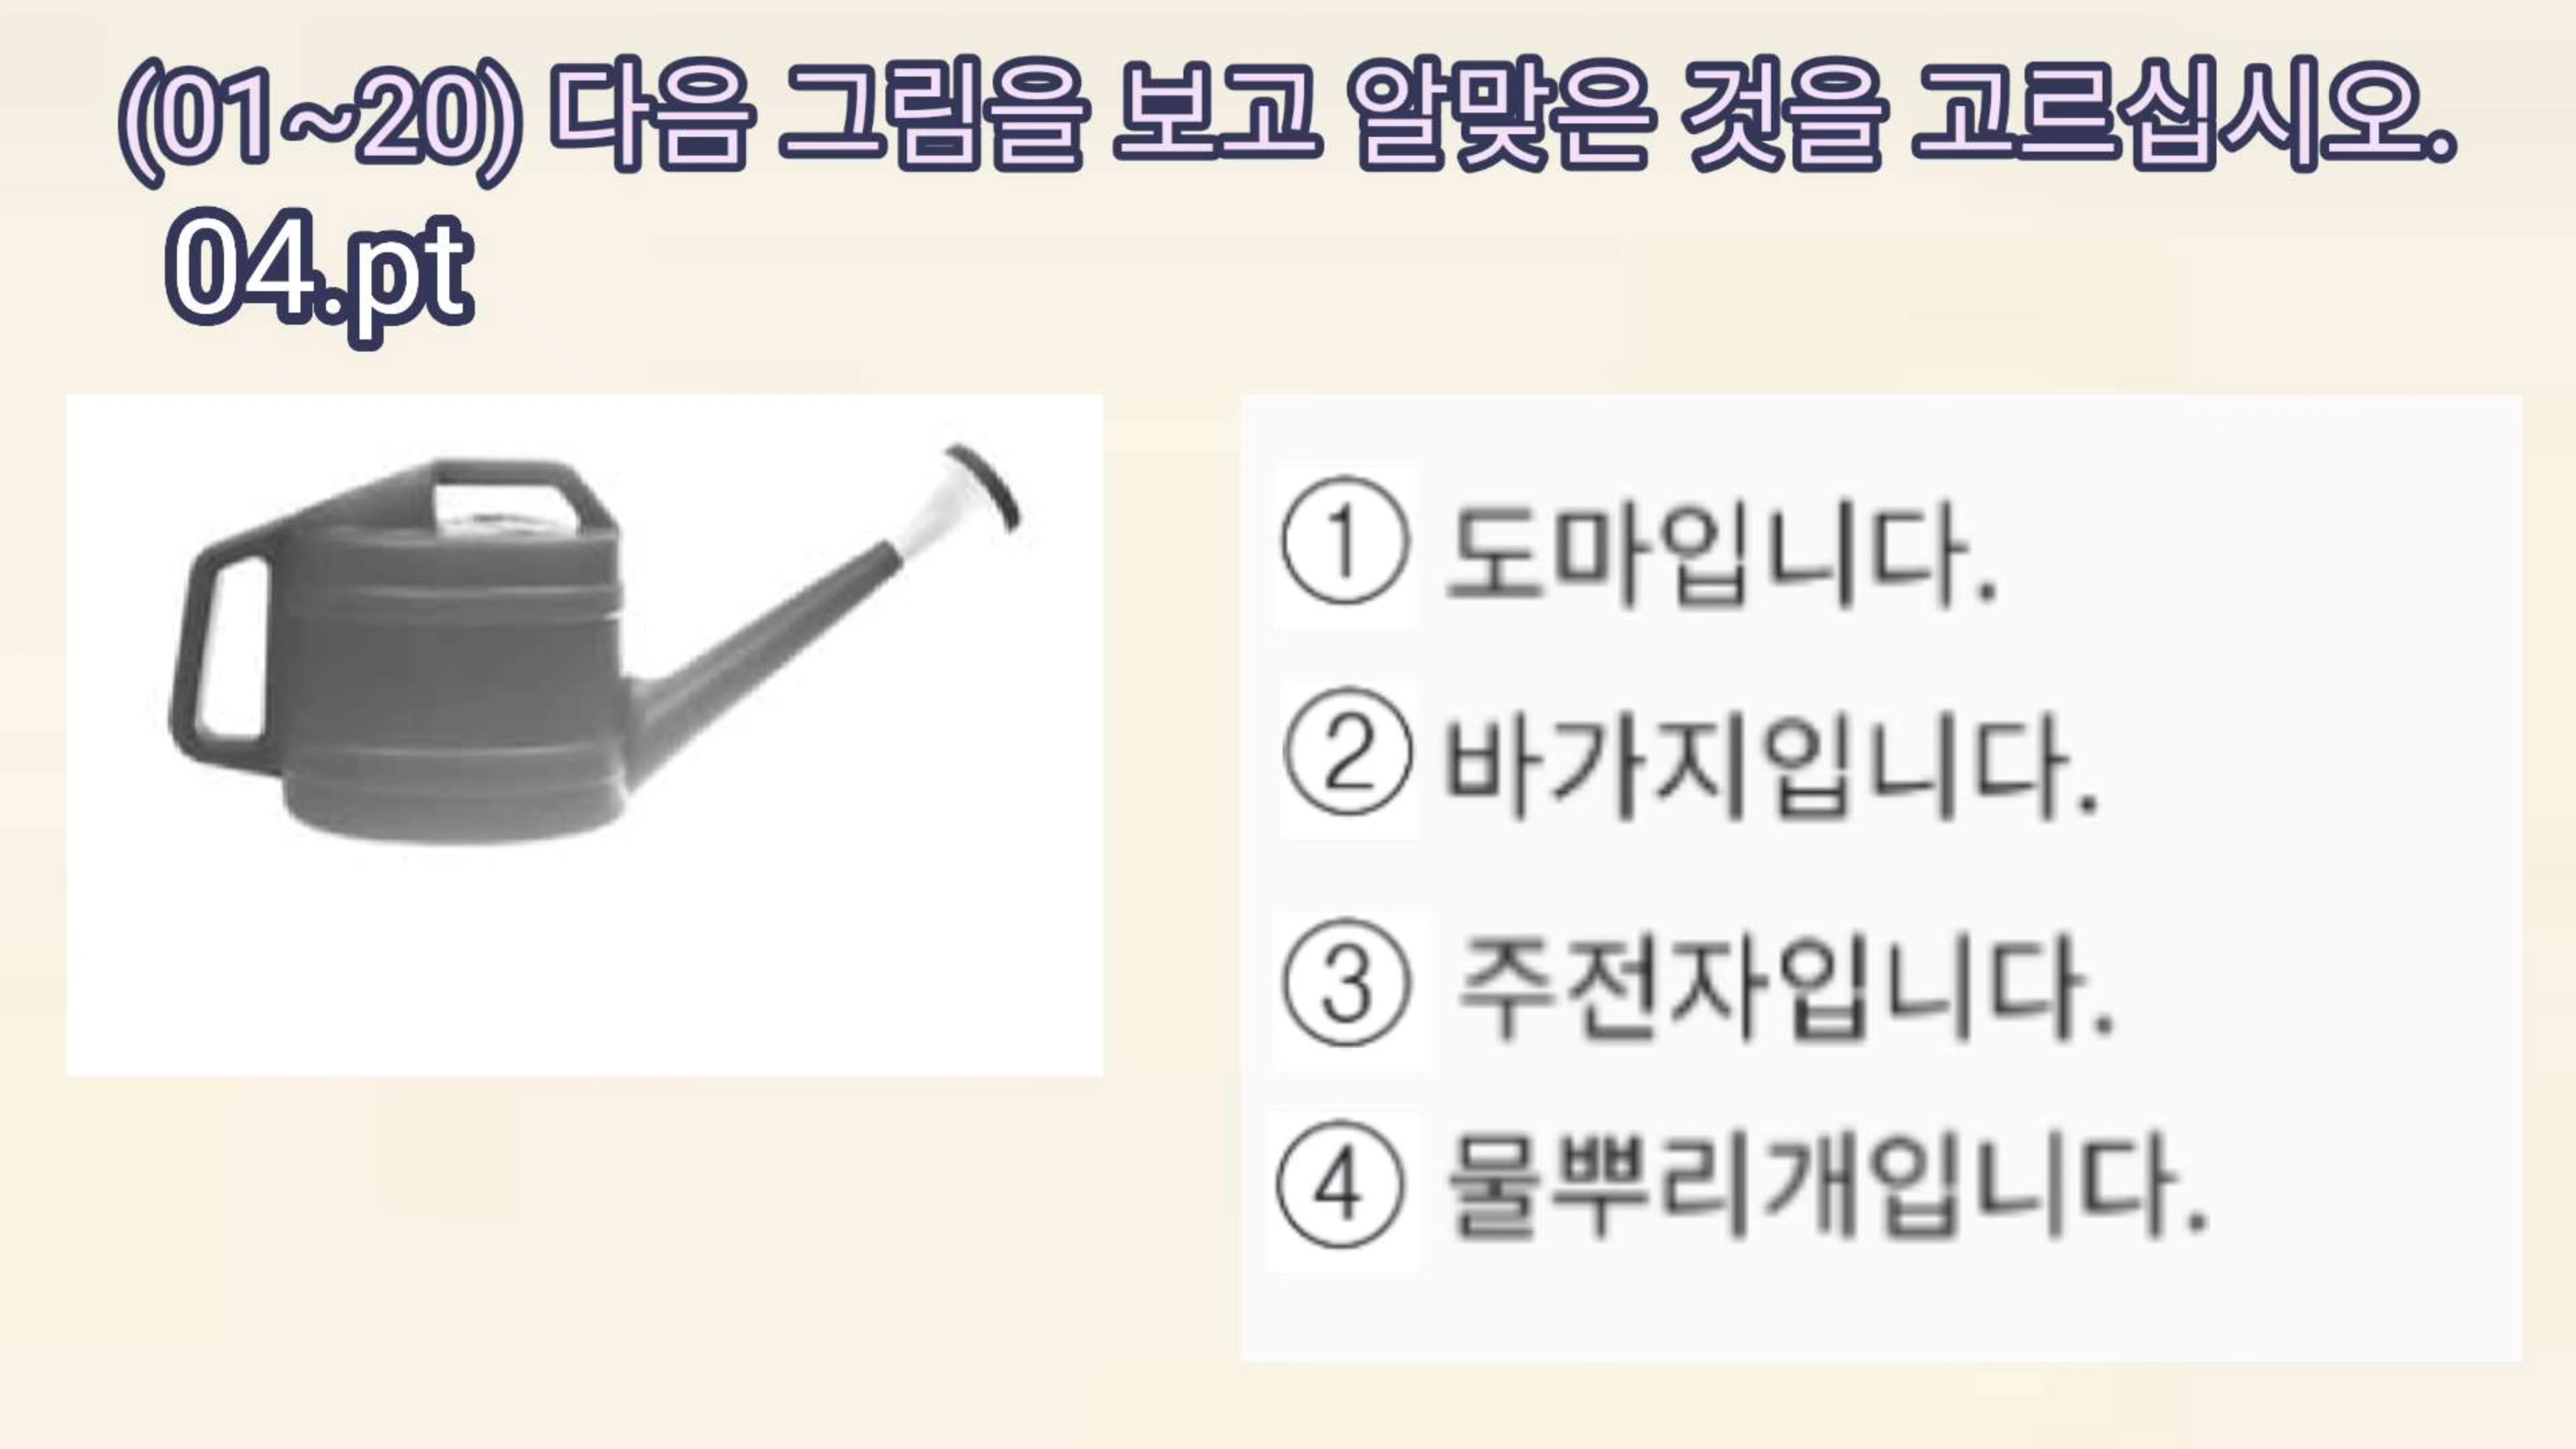 (01~20) 다음 그림을 보고 알맞은 것을 고르십시오.
04.pt
① 도마입니다.
② 바가지입니다.
③ 주전자입니다.
④ 물뿌리개입니다.